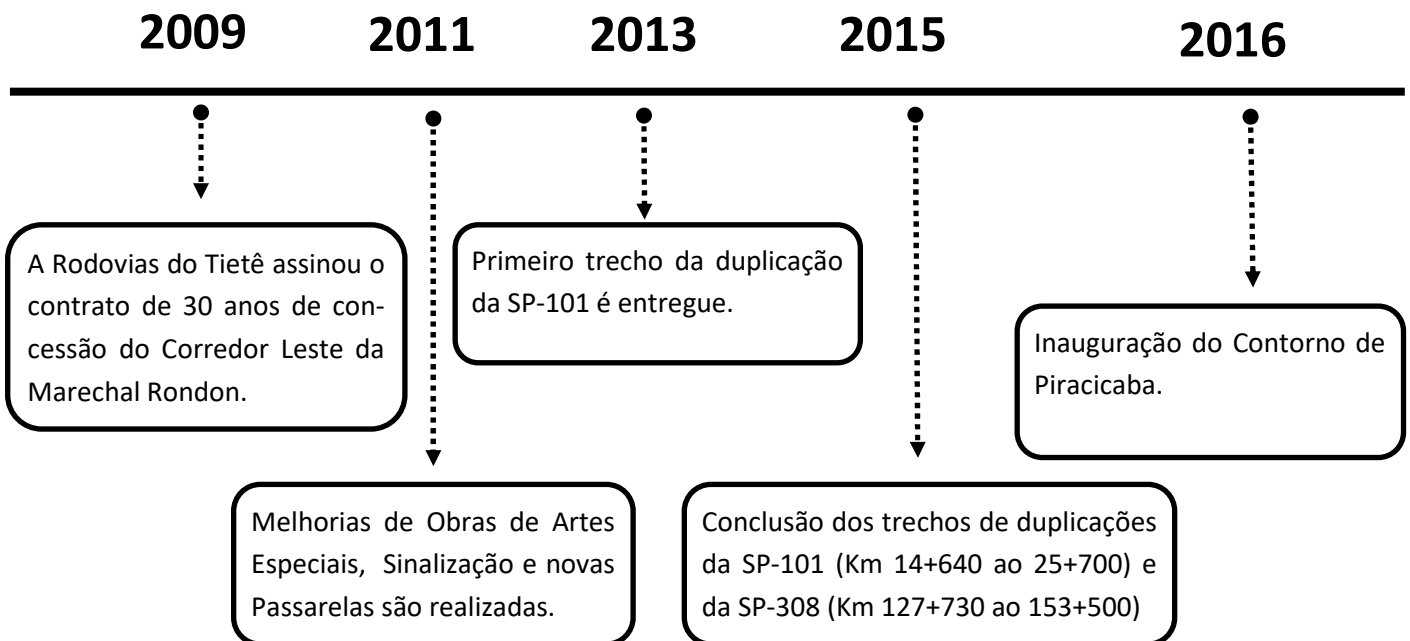 2009
2011
2013
2015
2016
A Rodovias do Tietê assinou o
contrato de 30 anos de con-
cessão do Corredor Leste da
Marechal Rondon.
Primeiro trecho da duplicação
da SP-101 é entregue.
Inauguração do Contorno de
Piracicaba.
Melhorias de Obras de Artes
Especiais, Sinalização e novas
Passarelas são realizadas.
Conclusão dos trechos de duplicações
da SP-101 (Km 14+640 ao 25+700) e
da SP-308 (Km 127+730 ao 153+500)